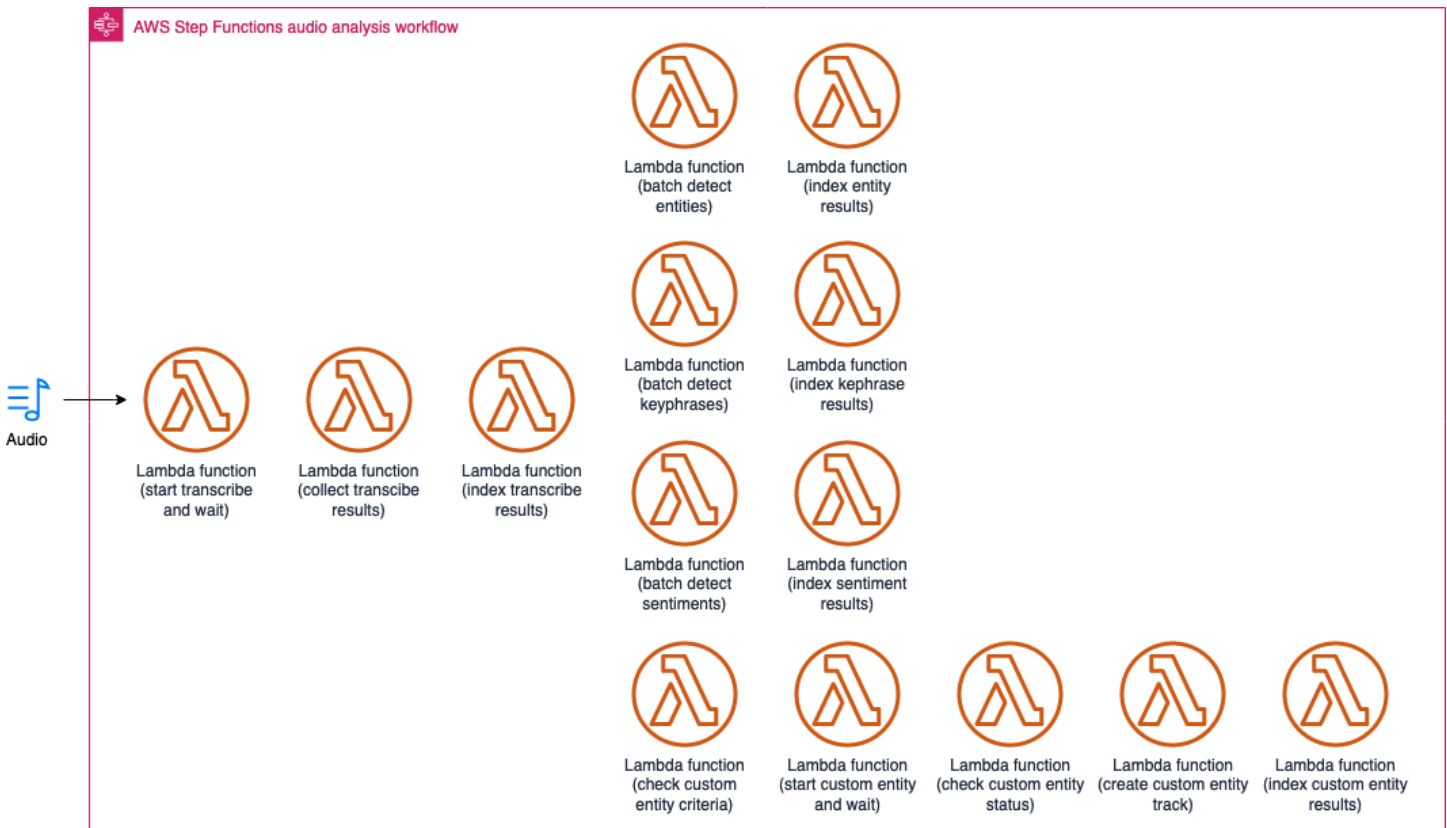 AWS Step Functions audio analysis workflow
Lambda function
(batch detect
entities)
Lambda function
(index entity
results)
Lambda function
(batch detect
keyphrases)
Lambda function
(index kephrase
results)
Audio
Lambda function
(start transcribe
and wait)
Lambda function
(collect transcibe
results)
Lambda function
(index transcribe
results)
Lambda function
(batch detect
sentiments)
Lambda function
(index sentiment
results)
Lambda function
(check custom
entity criteria)
Lambda function
(start custom entity
and wait)
Lambda function
(check custom entity
status)
Lambda function
(create custom entity
track)
Lambda function
(index custom entity
results)